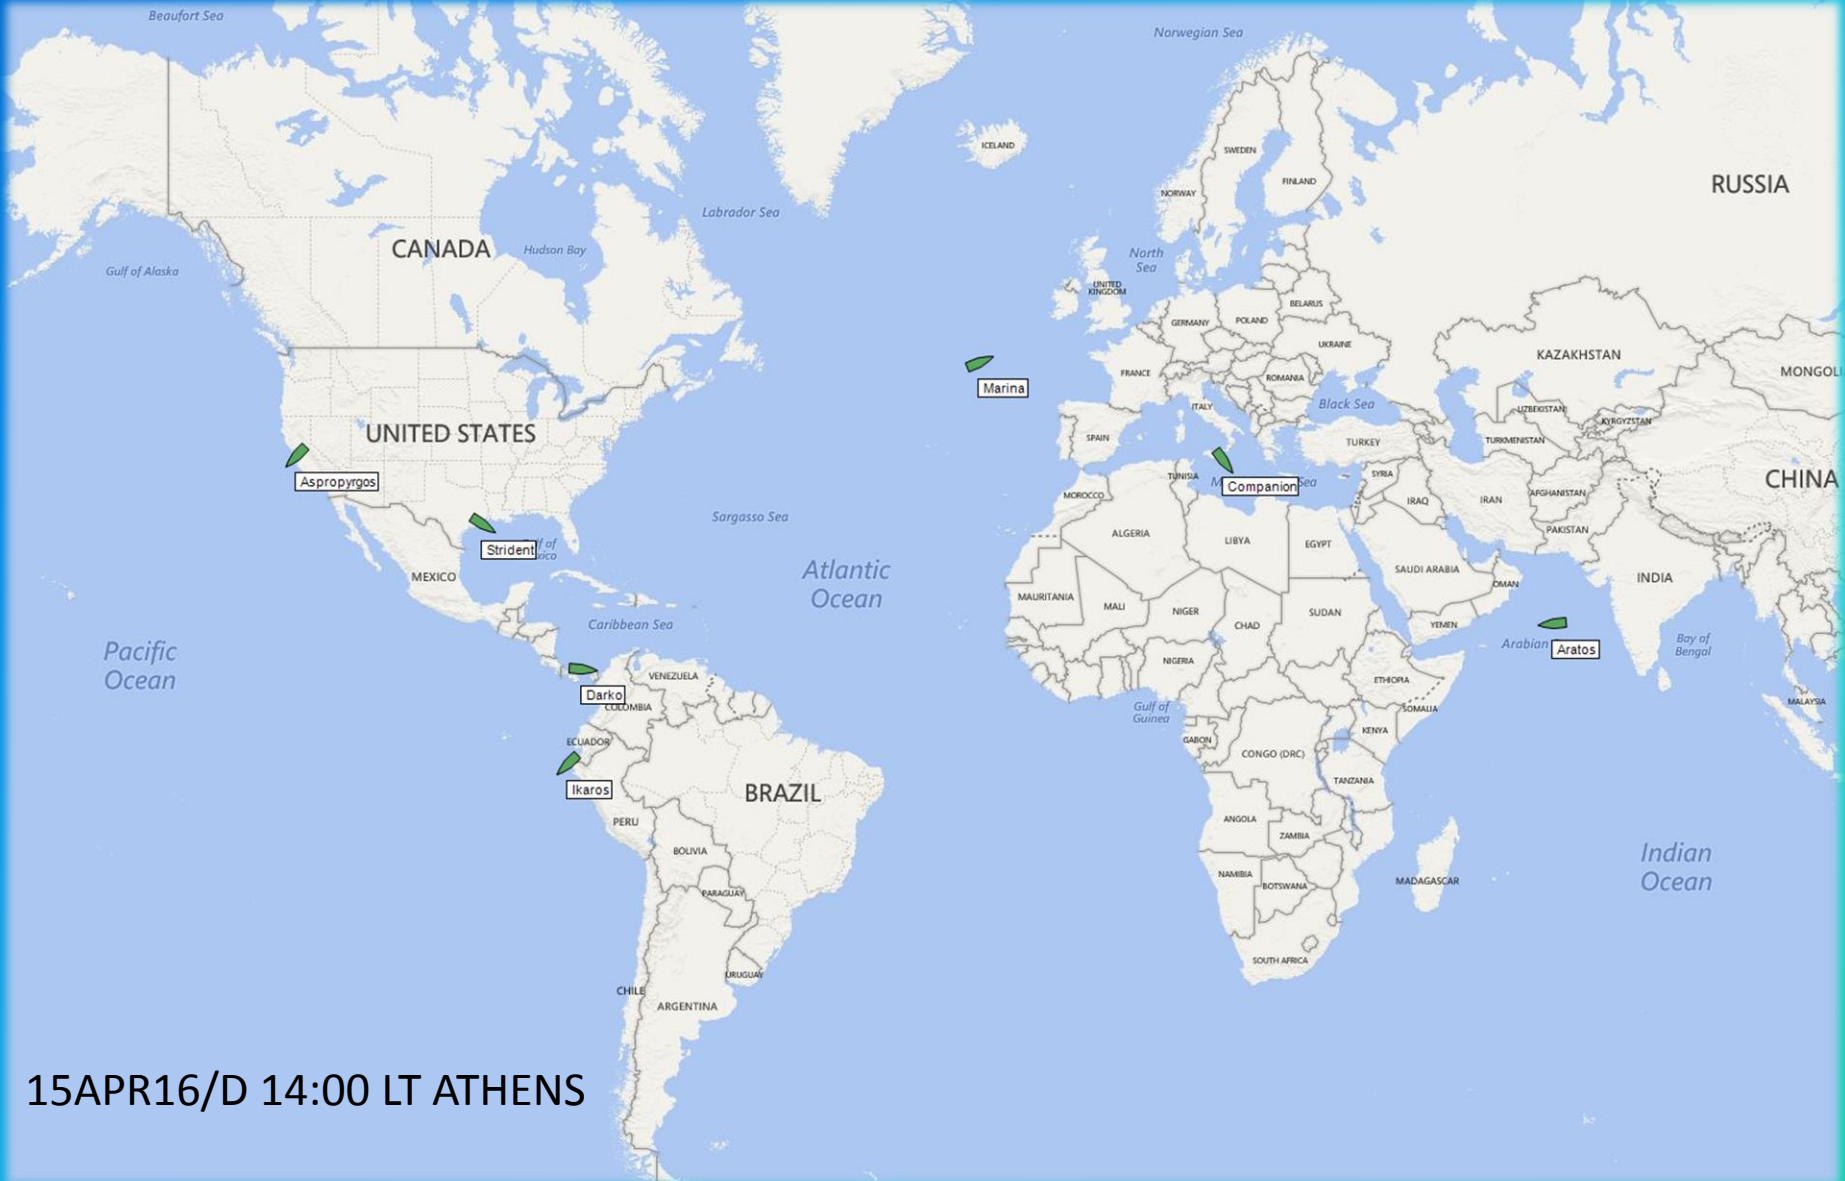 Beaufort Sea
Norwegian Sea
ICELAND
SWEDEN
FINLAND
NORWAY
RUSSIA
Labrador Sea
CANADA
Hudson Bay
Gulf of Alaska
North
Sea
UNITED
KINGDOM
BELARUS
GERMANY
POLAND
UKRAINE
KAZAKHSTAN
FRANCE
ROMANIA
MONGOLI
Marina
ITALY
Black Sea
UZBEKISTAN
KYRGYZSTAN
UNITED STATES
SPAIN
TURKEY
TURKMENISTAN
Aspropyrgos
TUNISIA
SYRIA
CHINA
M
Companion
Sea
MOROCCO
IRAQ
IRAN
AFGHANISTAN
Sargasso Sea
Strident
lf of
xico
ALGERIA
LIBYA
EGYPT
PAKISTAN
MEXICO
Atlantic
Ocean
SAUDI ARABIA
OMAN
INDIA
MAURITANIA
MALI
NIGER
CHAD
SUDAN
Caribbean Sea
YEMEN
Arabian
Aratos
Bay of
Bengal
Pacific
Ocean
NIGERIA
VENEZUELA
ETHIOPIA
Darko
COLOMBIA
Gulf of
Guinea
SOMALIA
MALAYSIA
ECUADOR
GABON
KENYA
CONGO (DRC)
Ikaros
BRAZIL
TANZANIA
PERU
ANGOLA
ZAMBIA
BOLIVIA
Indian
Ocean
NAMIBIA
BOTSWANA
MADAGASCAR
PARAGUAY
SOUTH AFRICA
URUGUAY
CHILE
ARGENTINA
15APR16/D 14:00 LT ATHENS